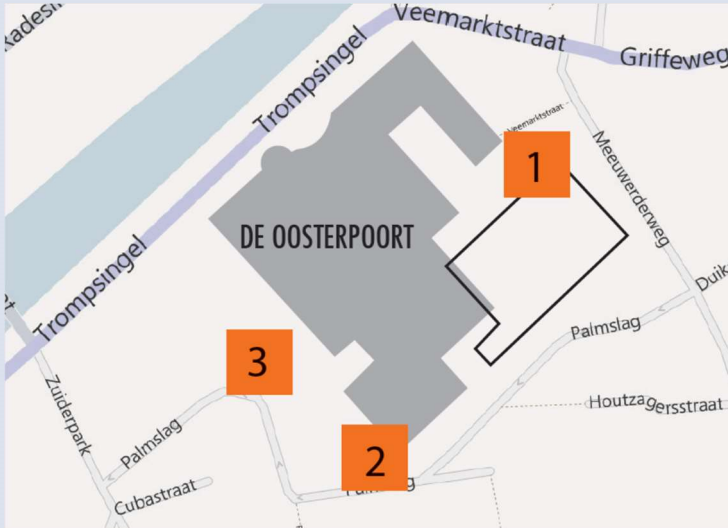 Veemarktstraat
Griffeweg
Trompsingel
Veemarktstraat
1
Meeuwerderweg
DE OOSTERPOORT
Trompsingel
Palmslag
3
Zuiderpark
Houtzagersstraat
Palmslag
2
Cubastraat